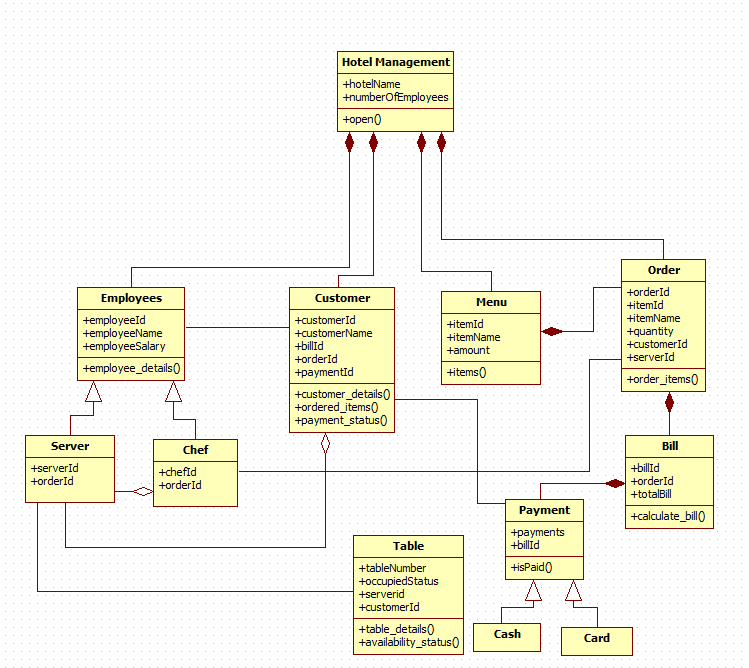 Hotel Management
+hotelName
+numberOfEmployees
+open()
Employees
+employeeId
+employeeName
+employeeSalary
+employee_details()
Customer
+customerId
+customerName
+billId
+orderId
+paymentId
+customer_details()
+ordered_items()
+payment_status()
Menu
+itemId
+itemName
+amount
+items()
Order
+orderId
+itemId
+itemName
+quantity
+customerId
+serverId
+order_items()
Server
+serverId
+orderId
Chef
+chefId
+orderId
Bill
+billId
+orderId
+totalBill
+calculate_bill()
Payment
+payments
+billId
+isPaid()
Table
+tableNumber
+occupiedStatus
+serverid
+customerId
+table_details()
+availability_status()
Cash
Card